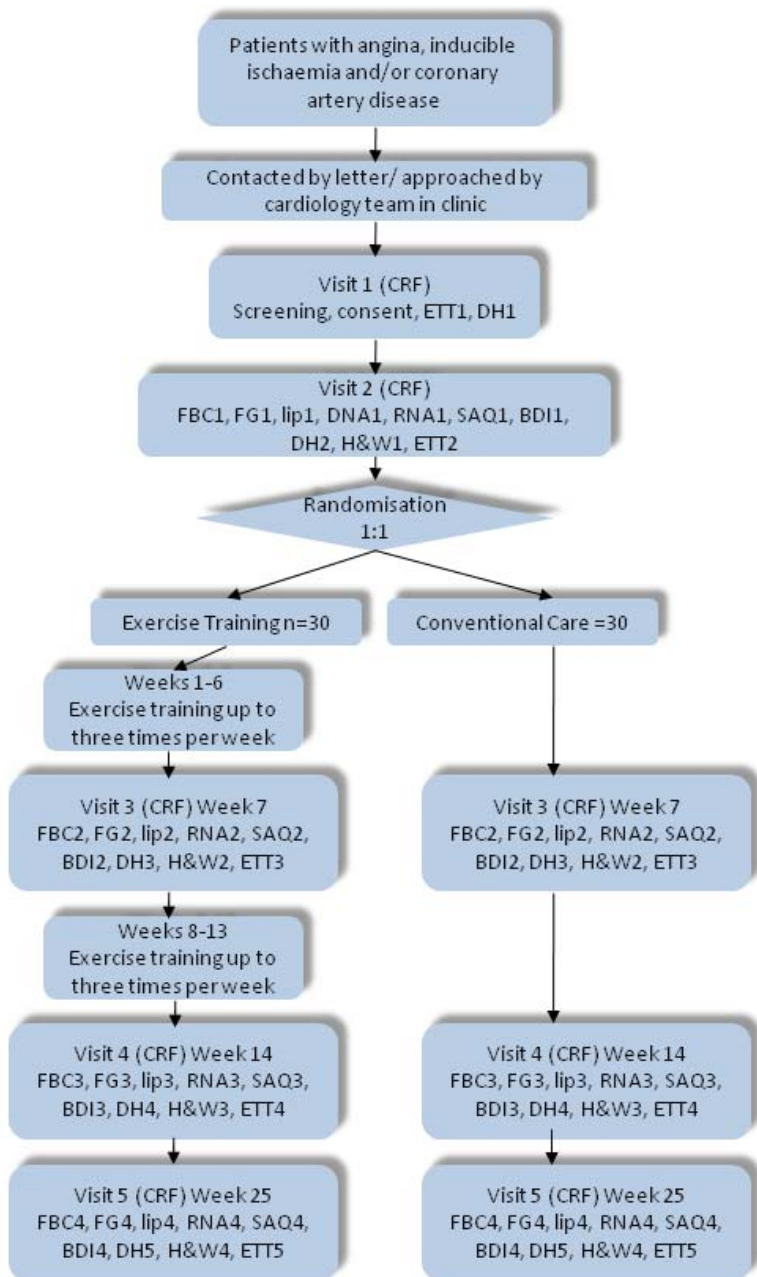 Patients with angina, inducible
ischaemia and/or coronary
artery disease
Contacted by letter/ approached by
cardiology team in clinic
Visit 1 (CRF)
Screening, consent, ETT1, DH1
Visit 2 (CRF)
FBC1, FG1, lip1, DNA1, RNA1, SAQ1, BDI1,
DH2, H&W1, ETT2
Randomisation
1:1
Exercise Training n=30
Conventional Care =30
Weeks 1-6
Exercise training up to
three times per week
Visit 3 (CRF) Week 7
FBC2, FG2, lip2, RNA2, SAQ2,
BDI2, DH3, H&W2, ETT3
Visit 3 (CRF) Week 7
FBC2, FG2, lip2, RNA2, SAQ2,
BDI2, DH3, H&W2, ETT3
Weeks 8-13
Exercise training up to
three times per week
Visit 4 (CRF) Week 14
FBC3, FG3, lip3, RNA3, SAQ3,
BDI3, DH4, H&W3, ETT4
Visit 4 (CRF) Week 14
FBC3, FG3, lip3, RNA3, SAQ3,
BDI3, DH4, H&W3, ETT4
Visit 5 (CRF) Week 25
FBC4, FG4, lip4, RNA4, SAQ4,
BDI4, DH5, H&W4, ETT5
Visit 5 (CRF) Week 25
FBC4, FG4, lip4, RNA4, SAQ4,
BDI4, DH5, H&W4, ETT5